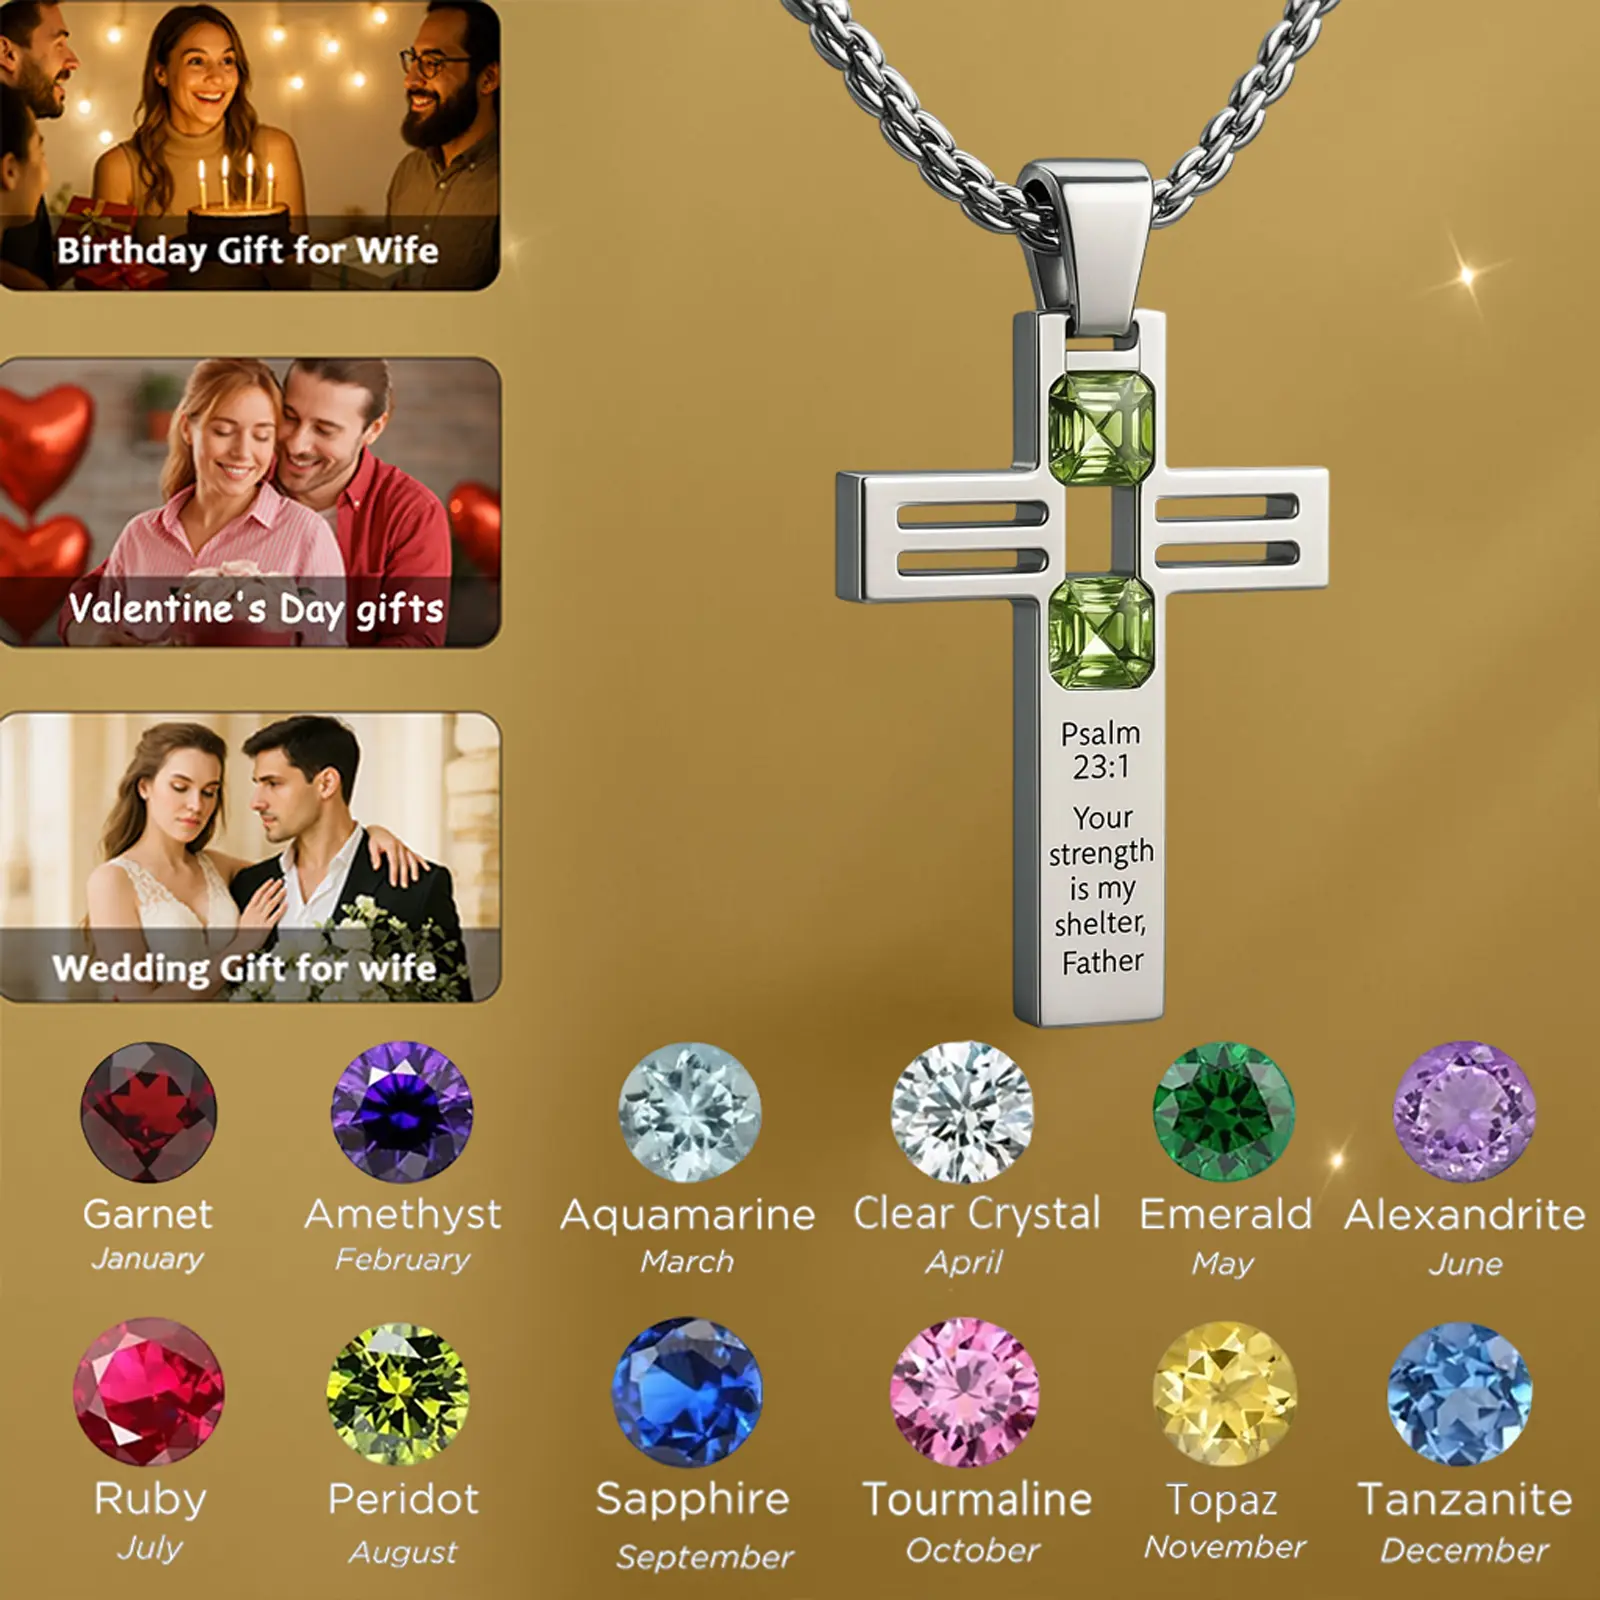 Birthday Gift for Wife
Valentine's Day gifts
Wedding Gift for wife
Psalm
23:1
Your
strength
is my
shelter,
Father
Garnet
January
Amethyst
February
Aquamarine
March
Clear Crystal
April
Emerald
May
Alexandrite
June
Ruby
July
Peridot
August
Sapphire
September
Tourmaline
October
Topaz
November
Tanzanite
December